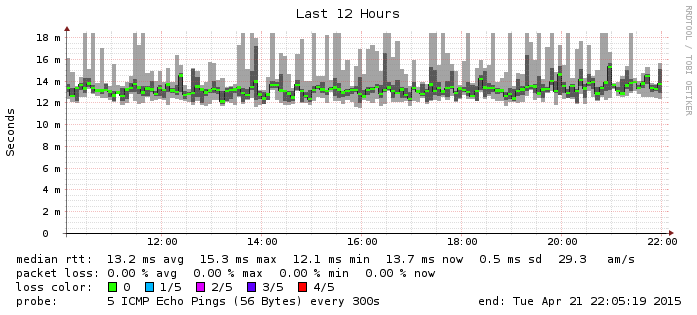 Last 12 Hours
RRDTOOL / TOBI OETIKER
Seconds
18 m
16 m
14 m
12 m
10 m
8 m
6 m
4 m
2 m
0
12:00 14:00 16:00 18:00 20:00 22:00
median rtt: 13.2 ms avg 15.3 ms max 12.1 ms min 13.7 ms now 0.5 ms sd 29.3 am/s
packet loss: 0.00 % avg 0.00 % max 0.00 % min 0.00 % now
loss color: 0 1/5 2/5 3/5 4/5
probe: 5 ICMP Echo Pings (56 Bytes) every 300s end: Tue Apr 21 22:05:19 2015